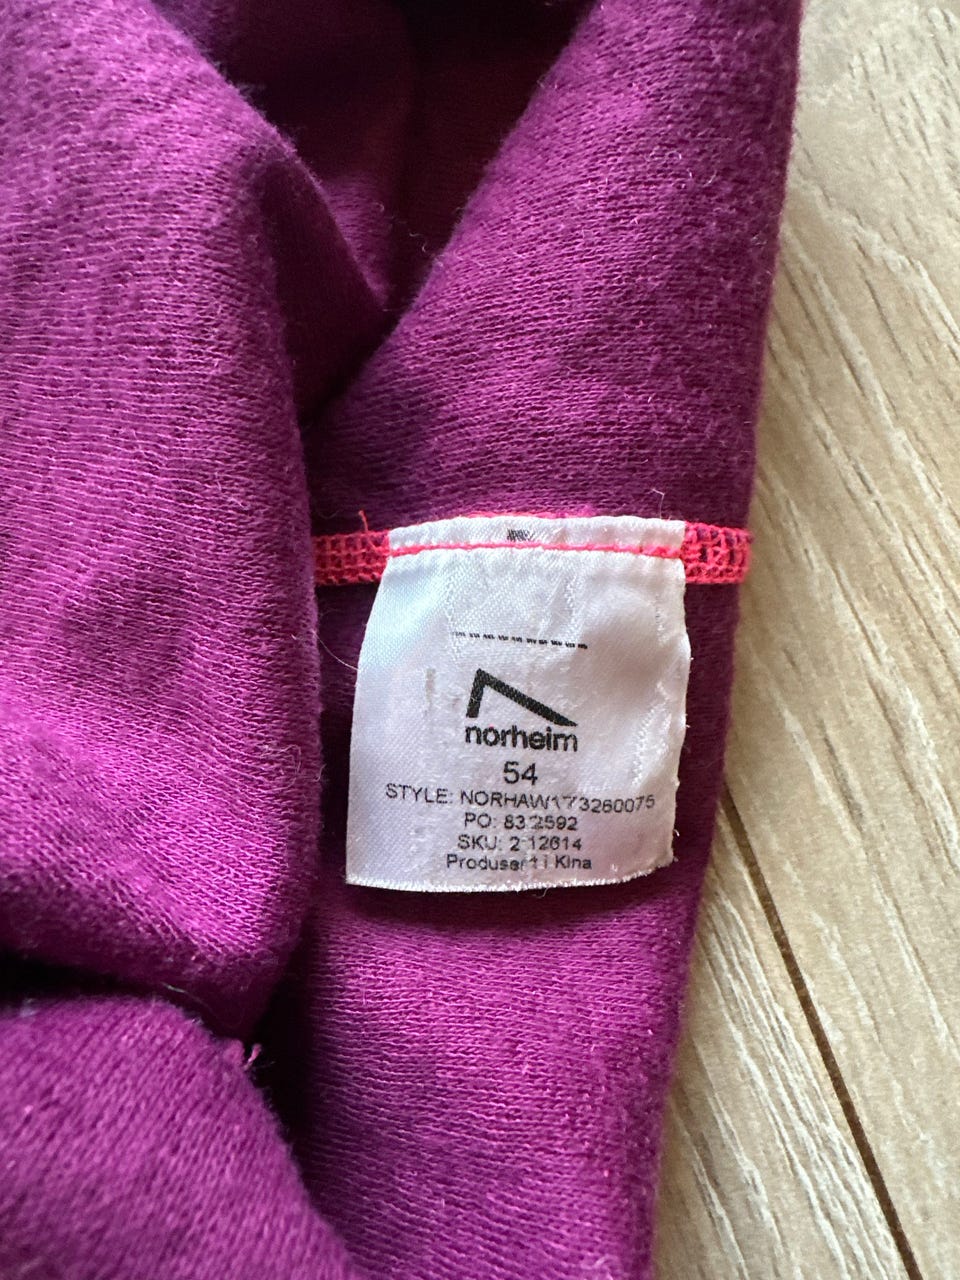 norheim
54
STYLE: NORHAW173260075
PO: 832592
SKU: 212614
Produsert i Kina